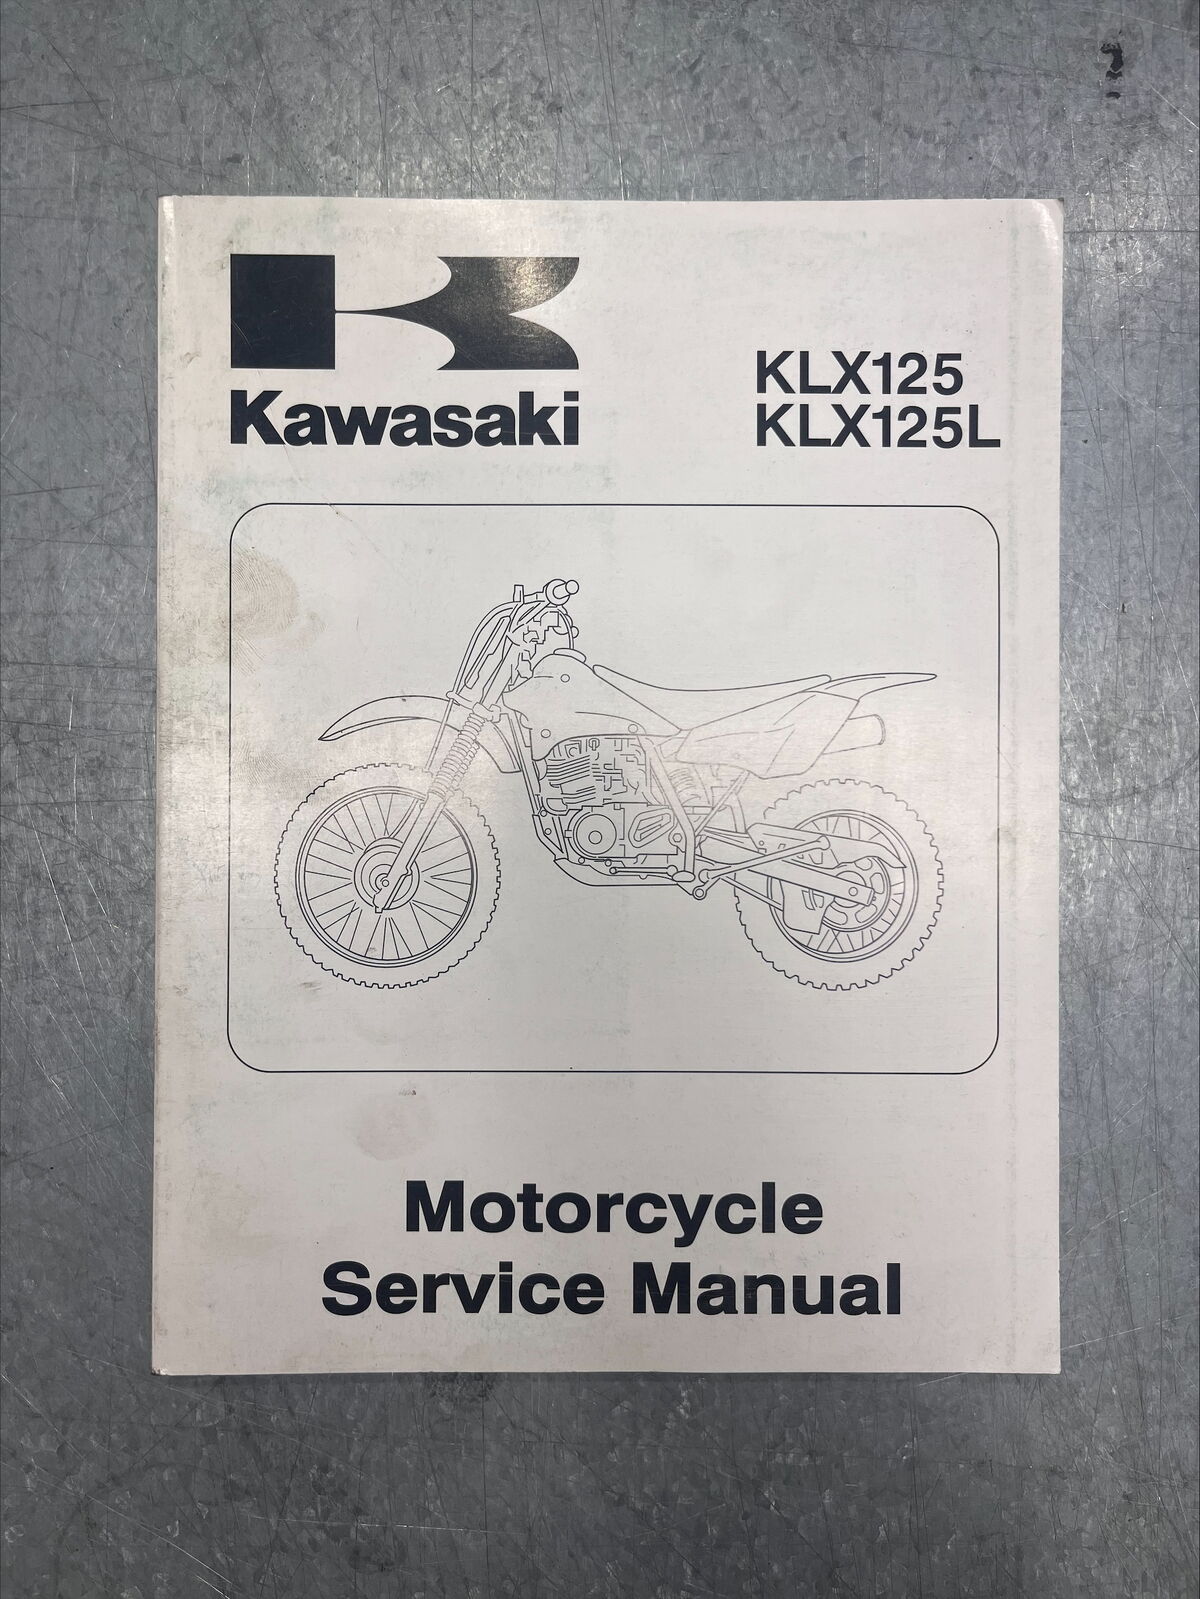 Kawasaki
KLX125
KLX125L
Motorcycle
Service Manual